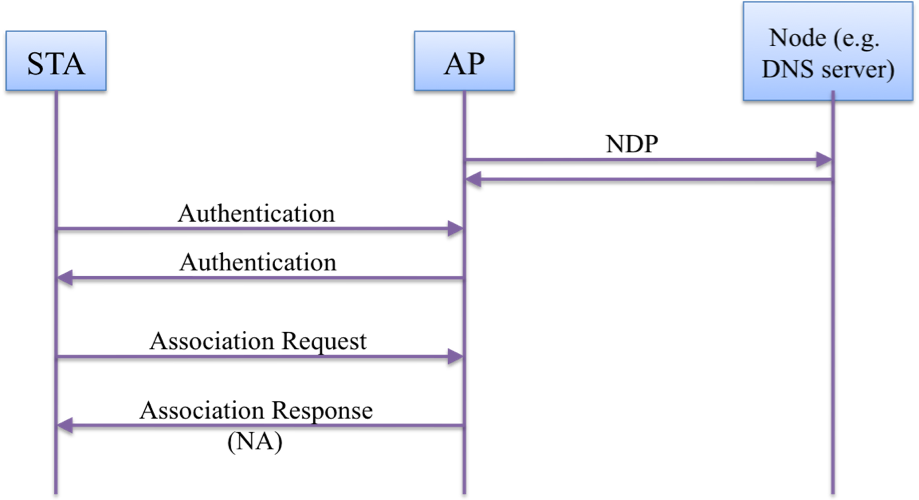 STA
AP
Node (e.g.
DNS server)
NDP
Authentication
Authentication
Association Request
Association Response
(NA)